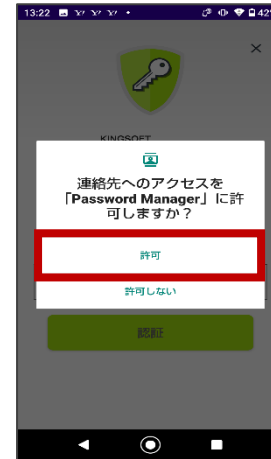 13:22
42%
KINGSOFT
連絡先へのアクセスを
「Password Manager」に許
可しますか？
許可
許可しない
認証